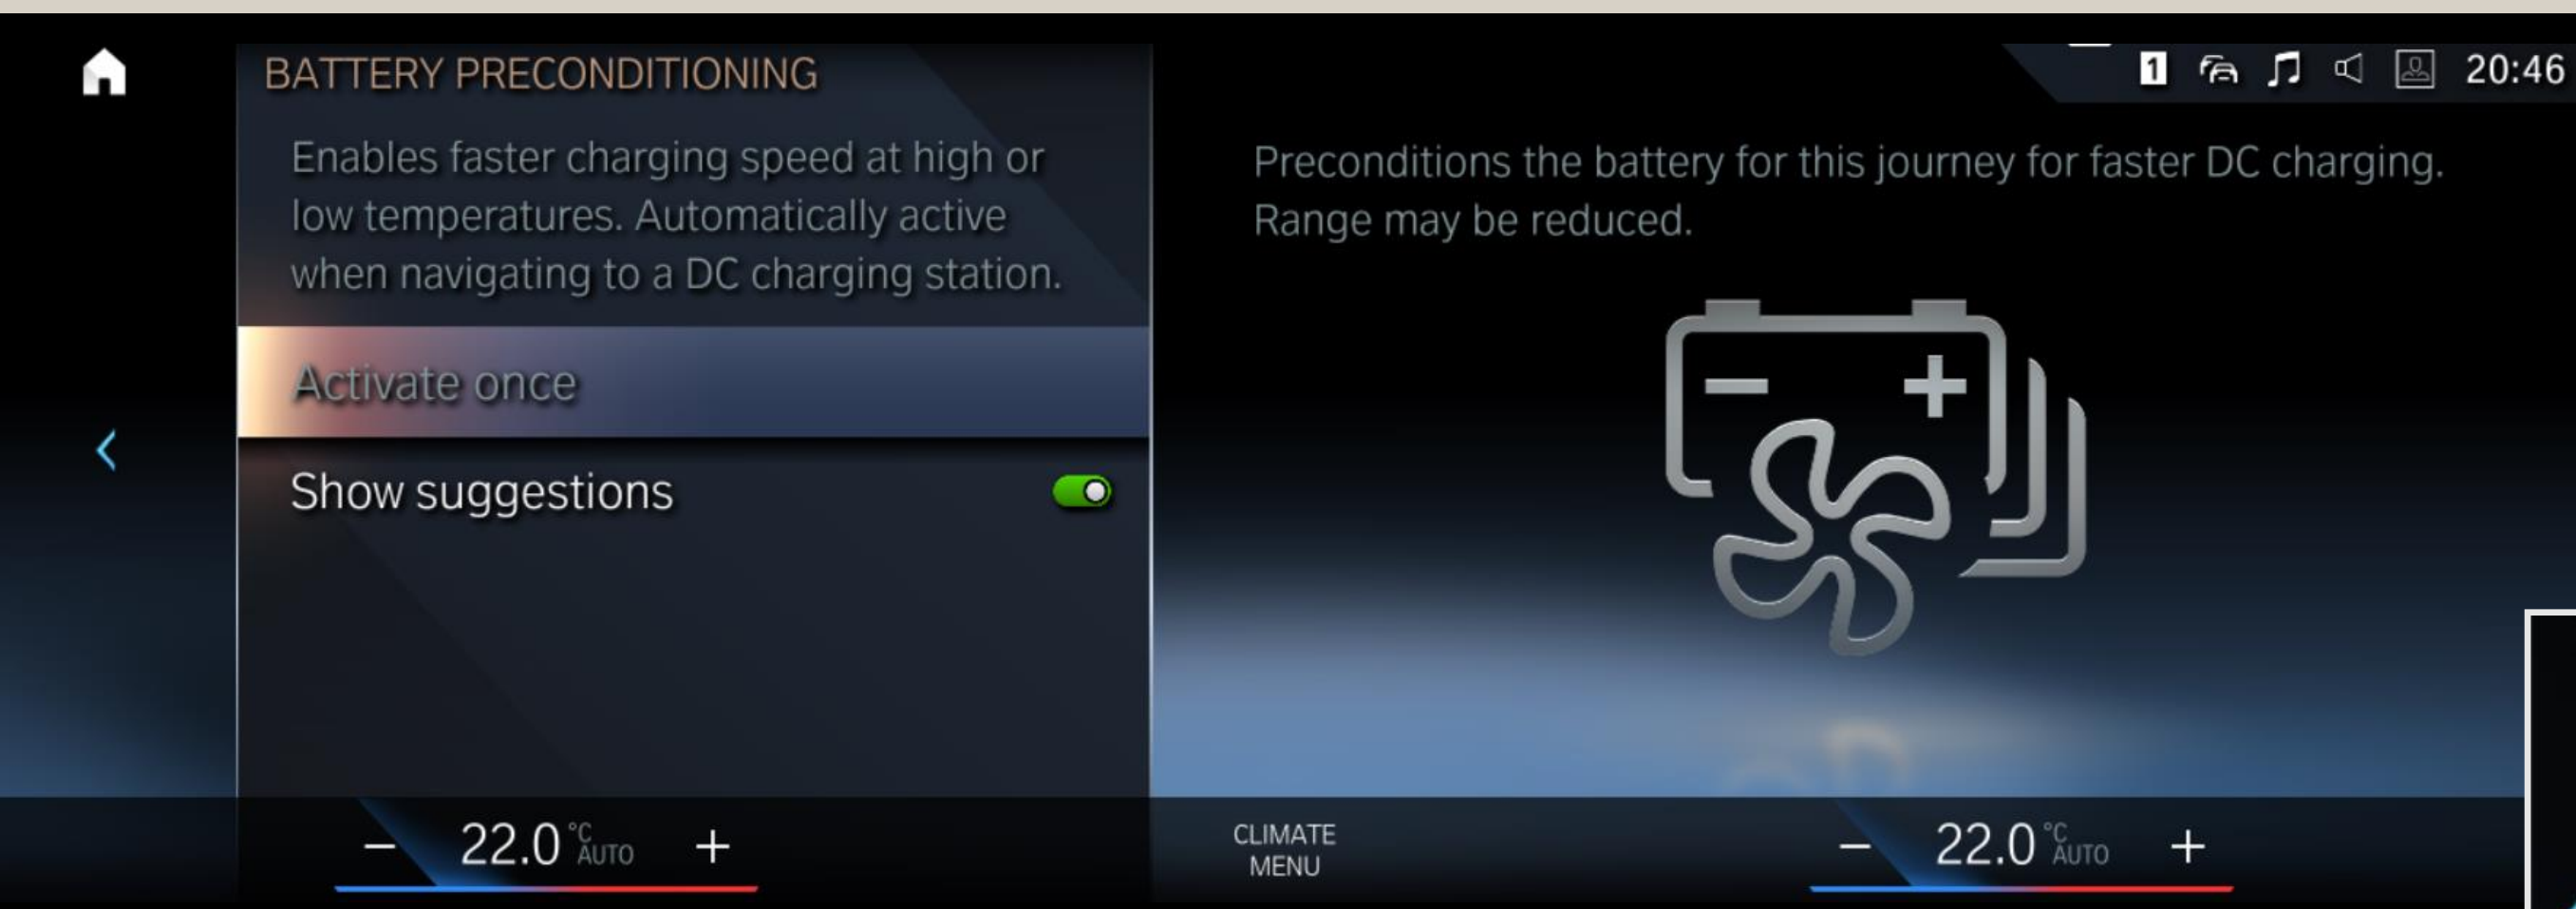 BATTERY PRECONDITIONING
1
20:46
Enables faster charging speed at high or
low temperatures. Automatically active
when navigating to a DC charging station.
Preconditions the battery for this journey for faster DC charging.
Range may be reduced.
Activate once
Show suggestions
− 22.0 °C AUTO +
CLIMATE
MENU
− 22.0 °C AUTO +